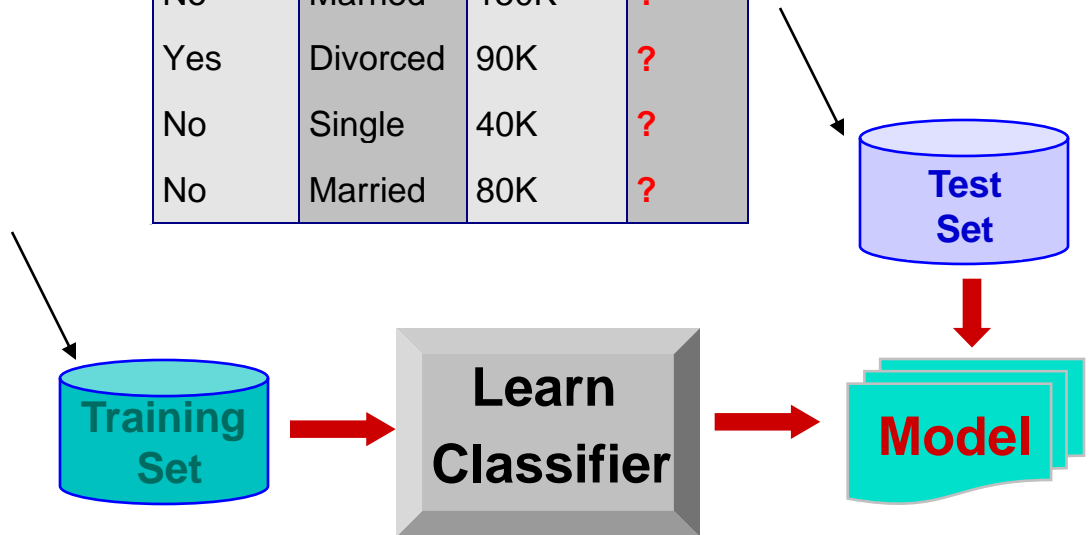 Yes Divorced 90K ?
No Single 40K ?
No Married 80K ?
Test
Set
Training
Set
Learn
Classifier
Model